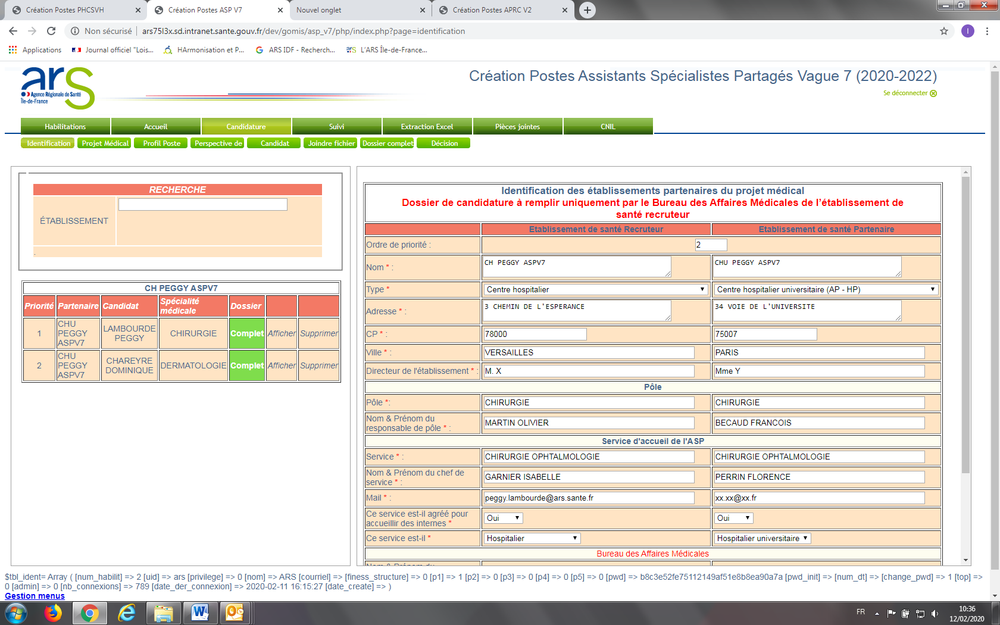 Création Postes PHCSVH
Création Postes ASP V7
Nouvel onglet
Création Postes APRC V2
Non sécurisé | ars75l3x.sd.intranet.sante.gouv.fr/dev/gomis/asp_v7/php/index.php?page=identification
I
Applications
Journal officiel "Lois...
HArmonisation et P...
ARS IDF - Recherch...
L'ARS Île-de-France...
ars
Agence Régionale de Santé
Île-de-France
Création Postes Assistants Spécialistes Partagés Vague 7 (2020-2022)
Se déconnecter
Habilitations
Accueil
Candidature
Suivi
Extraction Excel
Pièces jointes
CNIL
Identification
Projet Médical
Profil Poste
Perspective de
Candidat
Joindre fichier
Dossier complet
Décision
RECHERCHE
ÉTABLISSEMENT
.
CH PEGGY ASPV7
Priorité Partenaire Candidat Spécialité médicale Dossier
1 CHU PEGGY ASPV7 LAMBOURDE PEGGY CHIRURGIE Complet Afficher Supprimer
2 CHU PEGGY ASPV7 CHAREYRE DOMINIQUE DERMATOLOGIE Complet Afficher Supprimer
Identification des établissements partenaires du projet médical
Dossier de candidature à remplir uniquement par le Bureau des Affaires Médicales de l'établissement de
santé recruteur
Etablissement de santé Recruteur Etablissement de santé Partenaire
Ordre de priorité : 2
Nom * : CH PEGGY ASPV7 CHU PEGGY ASPV7
Type * Centre hospitalier Centre hospitalier universitaire (AP - HP)
Adresse * : 3 CHEMIN DE L'ESPERANCE 34 VOIE DE L'UNIVERSITE
CP * : 78000 75007
Ville * : VERSAILLES PARIS
Directeur de l'établissement * : M. X Mme Y
Pôle
Pôle *: CHIRURGIE CHIRURGIE
Nom & Prénom du
responsable de pôle * : MARTIN OLIVIER BECAUD FRANCOIS
Service d'accueil de l'ASP
Service * : CHIRURGIE OPHTALMOLOGIE CHIRURGIE OPHTALMOLOGIE
Nom & Prénom du chef de
service * : GARNIER ISABELLE PERRIN FLORENCE
Mail * : peggy.lambourde@ars.sante.fr xx.xx@xx.fr
Ce service est-il agréé pour
accueillir des internes * Oui Oui
Ce service est-il * Hospitalier Hospitalier universitaire
Bureau des Affaires Médicales
$tbl_ident= Array ( [num_habilit] => 2 [uid] => ars [privilege] => 0 [nom] => ARS [courriel] => [finess_structure] => 0 [p1] => 1 [p2] => 0 [p3] => 0 [p4] => 0 [p5] => 0 [pwd] => b8c3e52fe75112149af51e8b8ea90a7a [pwd_init] => [num_dt] => [change_pwd] => 1 [top] =>
0 [admin] => 0 [nb_connexions] => 789 [date_der_connexion] => 2020-02-11 16:15:27 [date_create] => )
Gestion menus
FR
10:36
12/02/2020